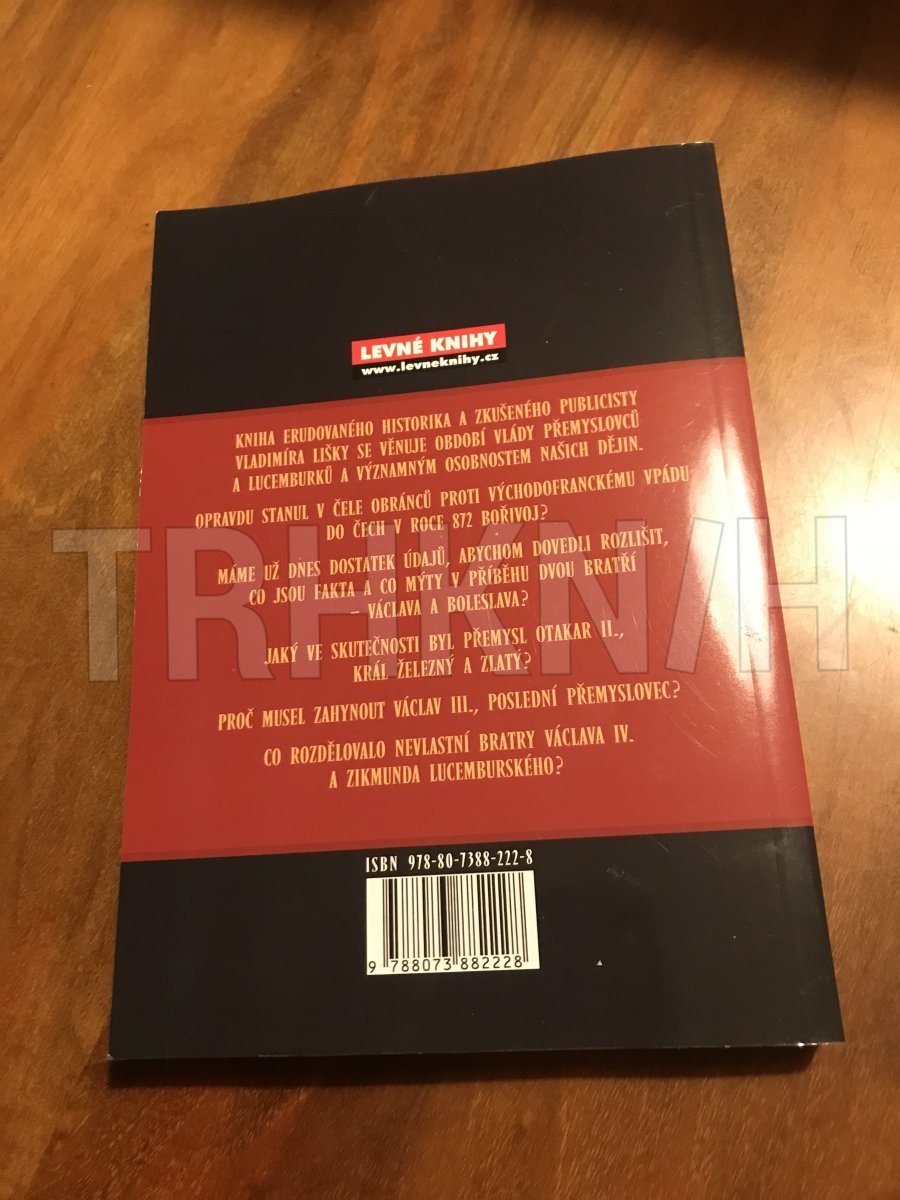 LEVNÉ KNIHY
www.levneknihy.cz
KNIHA ERUDOVANÉHO HISTORIKA A ZKUŠENÉHO PUBLICISTY
VLADIMÍRA LIŠKY SE VĚNUJE OBDOBÍ VLÁDY PŘEMYSLOVCŮ
A LUCEMBURKŮ A VÝZNAMNÝM OSOBNOSTEM NAŠICH DĚJIN.
OPRAVDU STANUL V ČELE OBRÁNCŮ PROTI VÝCHODOFRANCKÉMU VPÁDU
DO ČECH V ROCE 872 BOŘIVOJ?
MÁME UŽ DNES DOSTATEK ÚDAJŮ, ABYCHOM DOVEDLI ROZLIŠIT,
CO JSOU FAKTA A CO MÝTY V PŘÍBĚHU DVOU BRATŘÍ
– VÁCLAVA A BOLESLAVA?
JAKÝ VE SKUTEČNOSTI BYL PŘEMYSL OTAKAR II.,
KRÁL ŽELEZNÝ A ZLATÝ?
PROČ MUSEL ZAHYNOUT VÁCLAV III., POSLEDNÍ PŘEMYSLOVEC?
CO ROZDĚLOVALO NEVLASTNÍ BRATRY VÁCLAVA IV.
A ZIKMUNDA LUCEMBURSKÉHO?
ISBN 978-80-7388-222-8
9 788073 882228
TRHKNIH